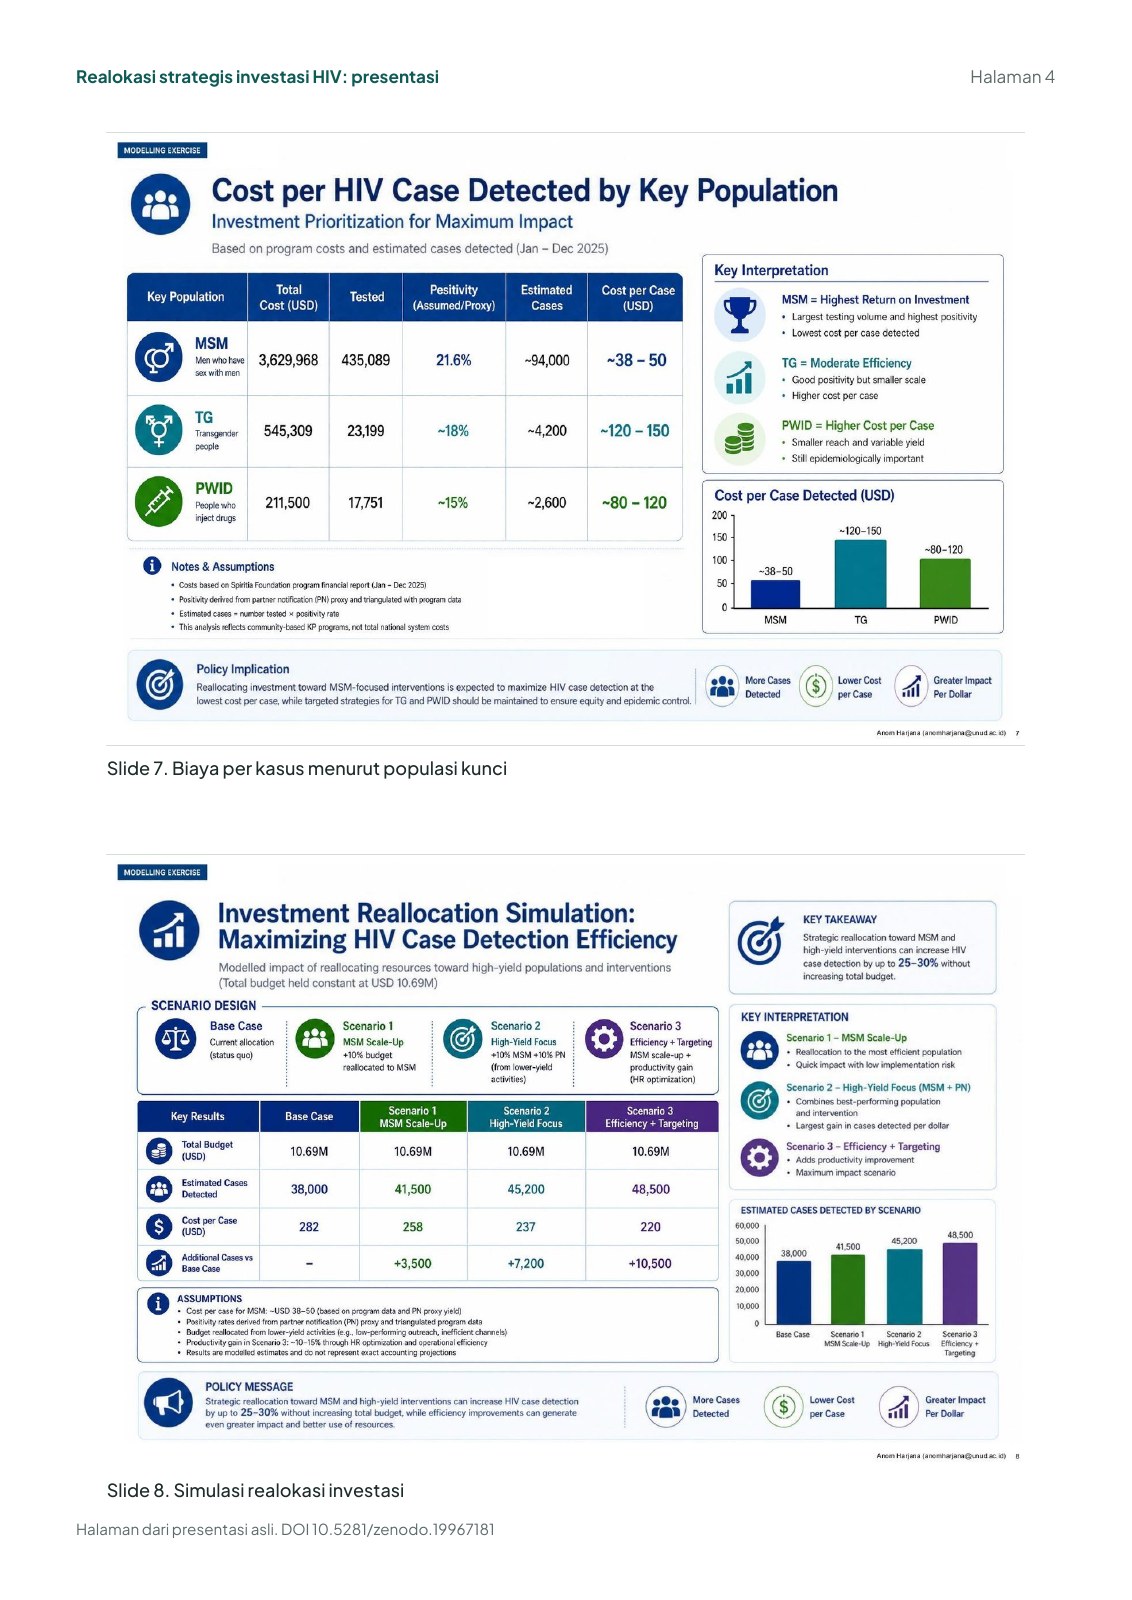 Realokasi strategis investasi HIV: presentasi
Halaman 4
MODELLING EXERCISE
Cost per HIV Case Detected by Key Population
Investment Prioritization for Maximum Impact
Based on program costs and estimated cases detected (Jan – Dec 2025)
Key Population
Total
Cost (USD)
Tested
Pesitivity
(Assumed/Proxy)
Estimated
Cases
Cost per Case
(USD)
MSM
Men who have
sex with men
3,629,968
435,089
21.6%
~94,000
~38 – 50
TG
Transgender
people
545,309
23,199
~18%
~4,200
~120 – 150
PWID
People who
inject drugs
211,500
17,751
~15%
~2,600
~80 – 120
Notes & Assumptions
• Costs based on Spiritia Foundation program financial report (Jan – Dec 2025)
• Positivity derived from partner notification (PN) proxy and triangulated with program data
• Estimated cases = number tested × positivity rate
• This analysis reflects community-based KP programs, not total national system costs
Key Interpretation
MSM = Highest Return on Investment
• Largest testing volume and highest positivity
• Lowest cost per case detected
TG = Moderate Efficiency
• Good positivity but smaller scale
• Higher cost per case
PWID = Higher Cost per Case
• Smaller reach and variable yield
• Still epidemiologically important
Cost per Case Detected (USD)
200
150
100
50
0
~38–50
~120–150
~80–120
MSM
TG
PWID
Policy Implication
Reallocating investment toward MSM-focused interventions is expected to maximize HIV case detection at the
lowest cost per case, while targeted strategies for TG and PWID should be maintained to ensure equity and epidemic control.
More Cases
Detected
Lower Cost
per Case
Greater Impact
Per Dollar
Anom Harjana (anomharjana@unud.ac.id) 7
Slide 7. Biaya per kasus menurut populasi kunci
MODELLING EXERCISE
Investment Reallocation Simulation:
Maximizing HIV Case Detection Efficiency
Modelled impact of reallocating resources toward high-yield populations and interventions
(Total budget held constant at USD 10.69M)
SCENARIO DESIGN
Base Case
Current allocation
(status quo)
Scenario 1
MSM Scale-Up
+10% budget
reallocated to MSM
Scenario 2
High-Yield Focus
+10% MSM +10% PN
(from lower-yield
activities)
Scenario 3
Efficiency + Targeting
MSM scale-up +
productivity gain
(HR optimization)
Key Results
Base Case
Scenario 1
MSM Scale-Up
Scenario 2
High-Yield Focus
Scenario 3
Efficiency + Targeting
Total Budget
(USD)
10.69M
10.69M
10.69M
10.69M
Estimated Cases
Detected
38,000
41,500
45,200
48,500
Cost per Case
(USD)
282
258
237
220
Additional Cases vs
Base Case
–
+3,500
+7,200
+10,500
ASSUMPTIONS
• Cost per case for MSM: ~USD 38–50 (based on program data and PN proxy yield)
• Positivity rates derived from partner notification (PN) proxy and triangulated program data
• Budget reallocated from lower-yield activities (e.g., low-performing outreach, inefficient channels)
• Productivity gain in Scenario 3: ~10–15% through HR optimization and operational efficiency
• Results are modelled estimates and do not represent exact accounting projections
KEY TAKEAWAY
Strategic reallocation toward MSM and
high-yield interventions can increase HIV
case detection by up to 25–30% without
increasing total budget.
KEY INTERPRETATION
Scenario 1 – MSM Scale-Up
• Reallocation to the most efficient population
• Quick impact with low implementation risk
Scenario 2 – High-Yield Focus (MSM + PN)
• Combines best-performing population
and intervention
• Largest gain in cases detected per dollar
Scenario 3 – Efficiency + Targeting
• Adds productivity improvement
• Maximum impact scenario
ESTIMATED CASES DETECTED BY SCENARIO
60,000
50,000
40,000
30,000
20,000
10,000
0
38,000
41,500
45,200
48,500
Base Case
Scenario 1
MSM Scale-Up
Scenario 2
High-Yield Focus
Scenario 3
Efficiency +
Targeting
POLICY MESSAGE
Strategic reallocation toward MSM and high-yield interventions can increase HIV case detection
by up to 25–30% without increasing total budget, while efficiency improvements can generate
even greater impact and better use of resources.
More Cases
Detected
Lower Cost
per Case
Greater Impact
Per Dollar
Anom Harjana (anomharjana@unud.ac.id) 8
Slide 8. Simulasi realokasi investasi
Halaman dari presentasi asli. DOI 10.5281/zenodo.19967181